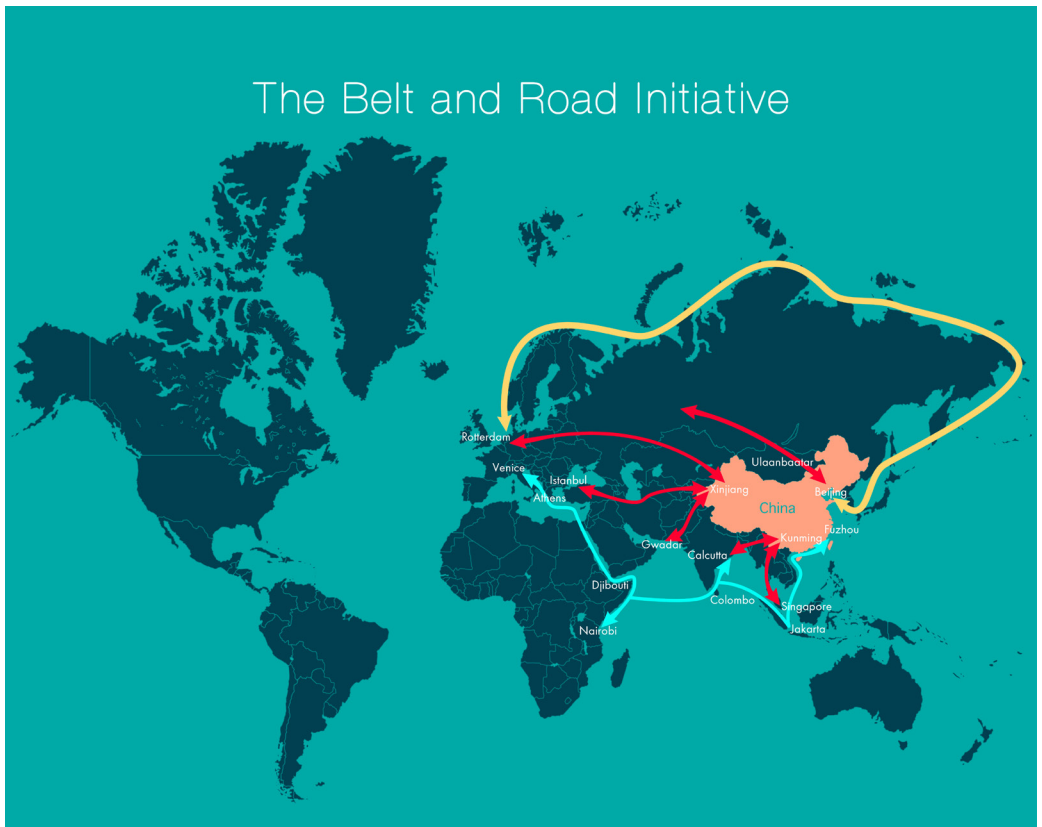 The Belt and Road Initiative
Rotterdam
Ulaanbaatar
Venice
Istanbul
Xinjiang
Beijing
Athens
China
Fuzhou
Kunming
Gwadar
Calcutta
Djibouti
Colombo
Singapore
Nairobi
Jakarta